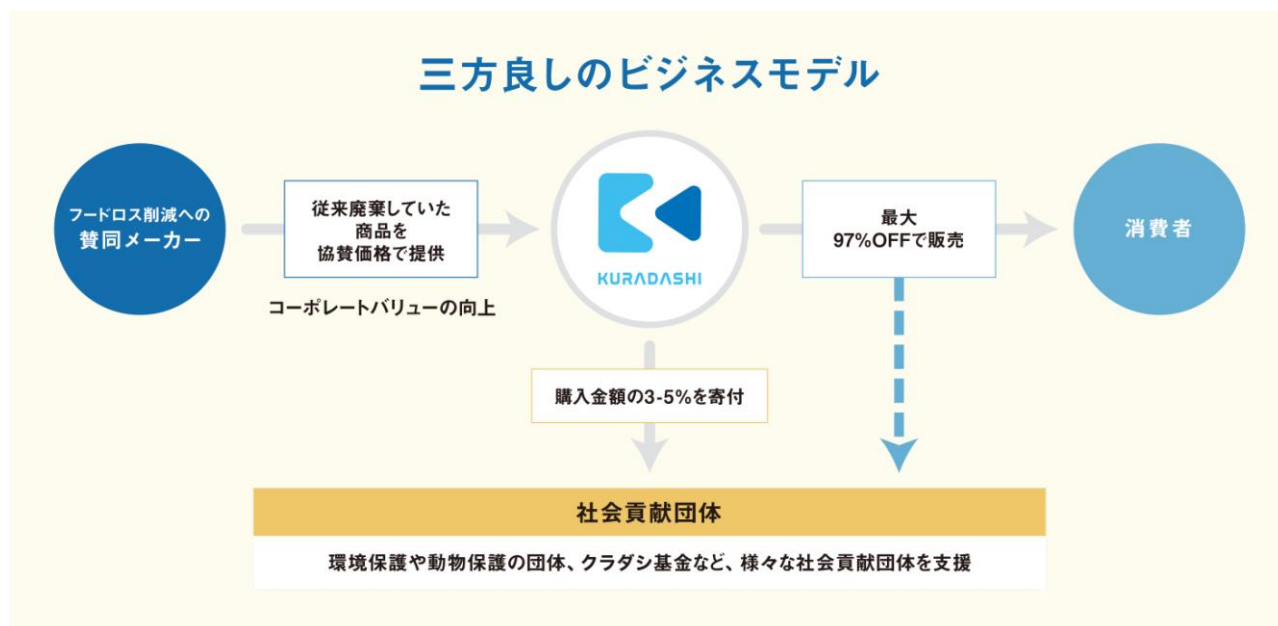 三方良しのビジネスモデル
フードロス削減への
賛同メーカー
従来廃棄していた
商品を
協賛価格で提供
コーポレートバリューの向上
KURADASHI
最大
97%OFFで販売
消費者
購入金額の3-5%を寄付
社会貢献団体
環境保護や動物保護の団体、クラダシ基金など、様々な社会貢献団体を支援